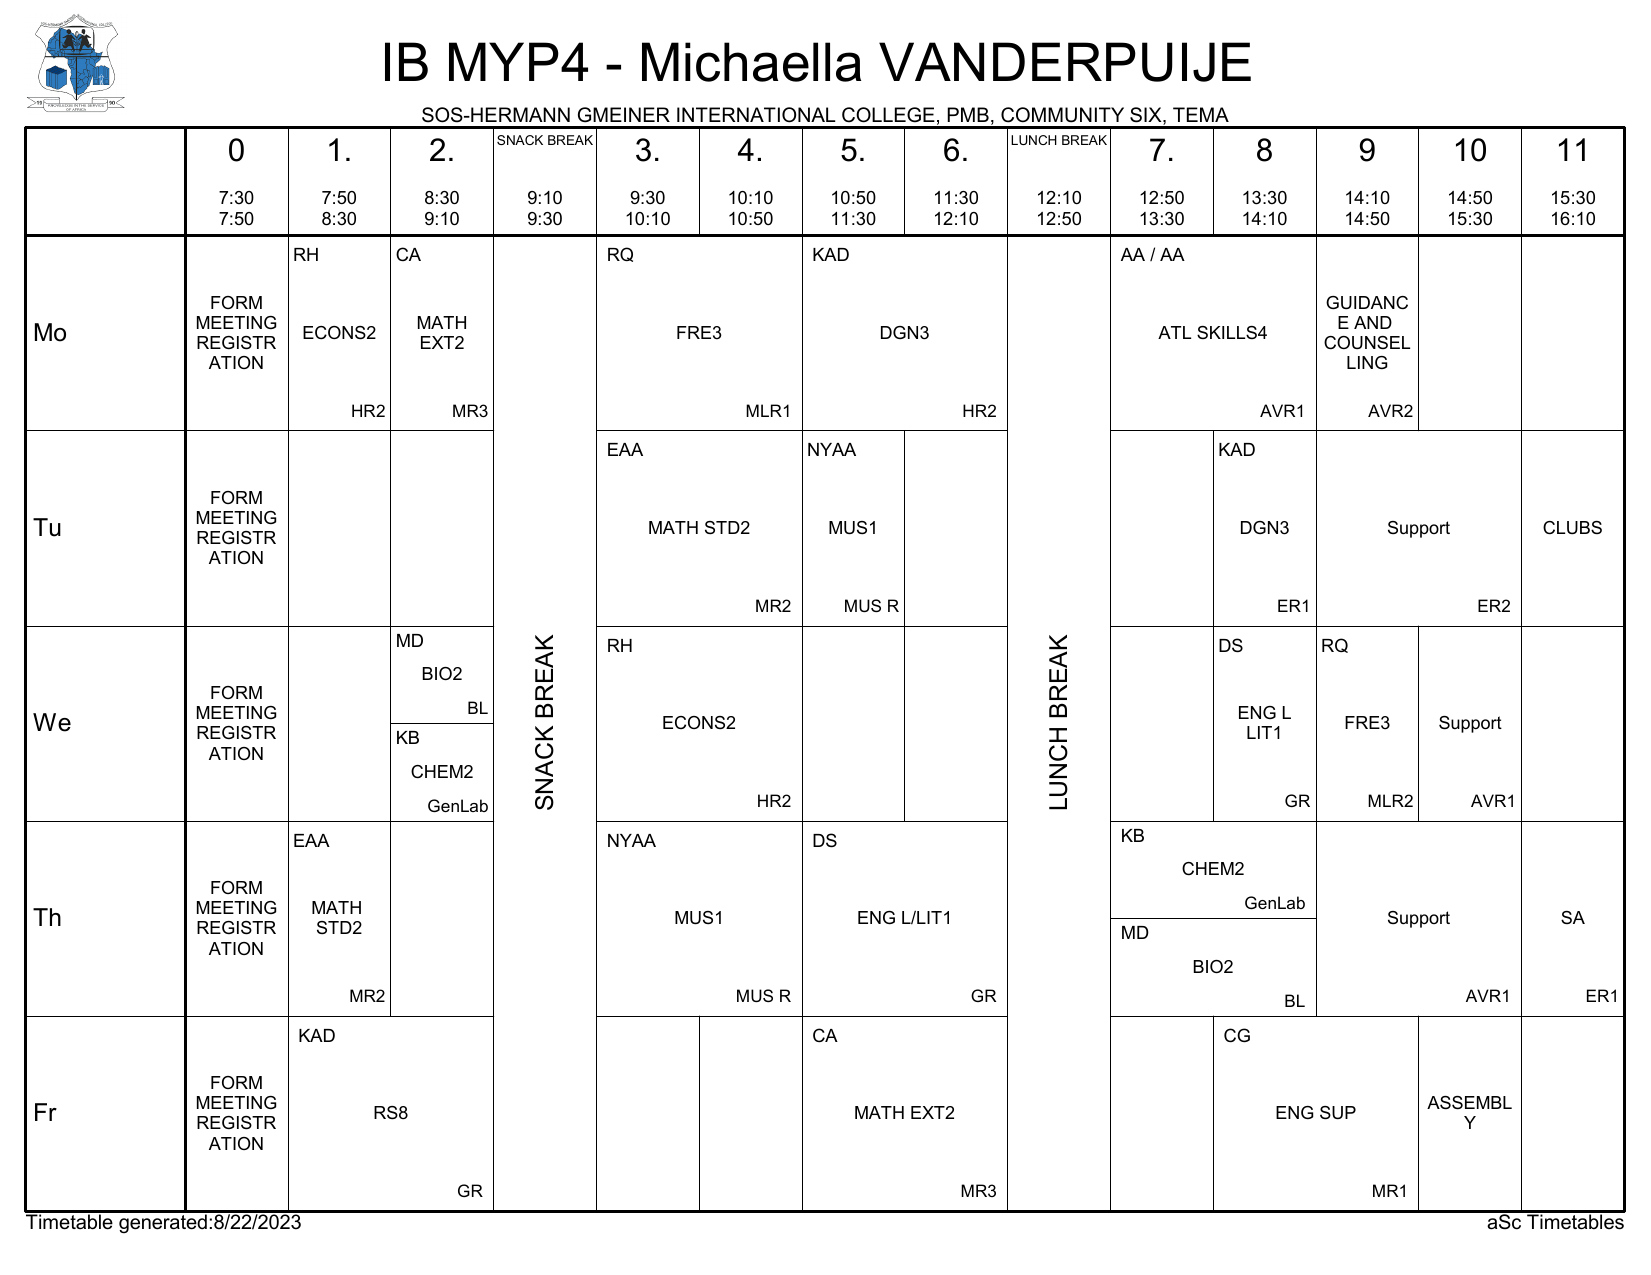 IB MYP4 - Michaella VANDERPUIJE
SOS-HERMANN GMEINER INTERNATIONAL COLLEGE, PMB, COMMUNITY SIX, TEMA
0 1. 2. SNACK BREAK 3. 4. 5. 6. LUNCH BREAK 7. 8 9 10 11
7:30 7:50 8:30 9:10 9:30 10:10 10:50 11:30 12:10 12:50 13:30 14:10 14:50 15:30
7:50 8:30 9:10 9:30 10:10 10:50 11:30 12:10 12:50 13:30 14:10 14:50 15:30 16:10
Mo
FORM
MEETING
REGISTR
ATION
RH
ECONS2
HR2
CA
MATH
EXT2
MR3
RQ
FRE3
MLR1
KAD
DGN3
HR2
AA / AA
ATL SKILLS4
AVR1
GUIDANC
E AND
COUNSEL
LING
AVR2
Tu
FORM
MEETING
REGISTR
ATION
EAA
MATH STD2
MR2
NYAA
MUS1
MUS R
KAD
DGN3
ER1
Support
ER2
CLUBS
We
FORM
MEETING
REGISTR
ATION
MD
BIO2
BL
KB
CHEM2
GenLab
SNACK BREAK
RH
ECONS2
HR2
LUNCH BREAK
DS
ENG L
LIT1
GR
RQ
FRE3
MLR2
Support
AVR1
Th
FORM
MEETING
REGISTR
ATION
EAA
MATH
STD2
MR2
NYAA
MUS1
MUS R
DS
ENG L/LIT1
GR
KB
CHEM2
GenLab
MD
BIO2
BL
Support
AVR1
SA
ER1
Fr
FORM
MEETING
REGISTR
ATION
KAD
RS8
GR
CA
MATH EXT2
MR3
CG
ENG SUP
MR1
ASSEMBL
Y
Timetable generated:8/22/2023
aSc Timetables